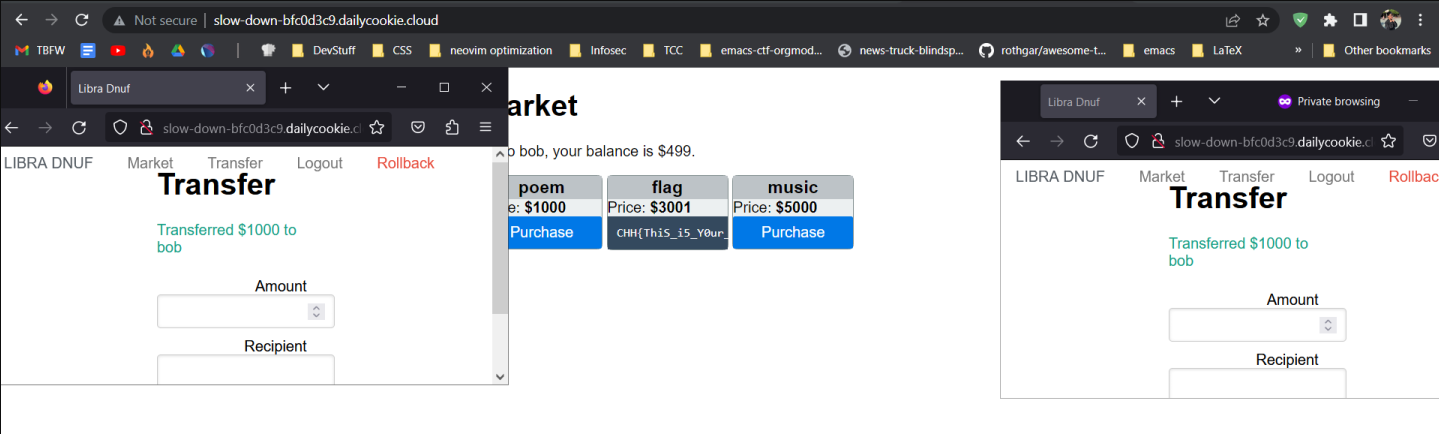 Not secure | slow-down-bfc0d3c9.dailycookie.cloud
TBFW DevStuff CSS neovim optimization Infosec TCC emacs-ctf-orgmod... news-truck-blindsp... rothgar/awesome-t... emacs LaTeX » Other bookmarks
Libra Dnuf
slow-down-bfc0d3c9.dailycookie.cl
LIBRA DNUF Market Transfer Logout Rollback
Transfer
Transferred $1000 to
bob
Amount
Recipient
arket
o bob, your balance is $499.
poem flag music
e: $1000 Price: $3001 Price: $5000
Purchase CHH{ThiS_i5_Y0ur_ Purchase
Libra Dnuf Private browsing
slow-down-bfc0d3c9.dailycookie.cl
LIBRA DNUF Market Transfer Logout Rollbac
Transfer
Transferred $1000 to
bob
Amount
Recipient